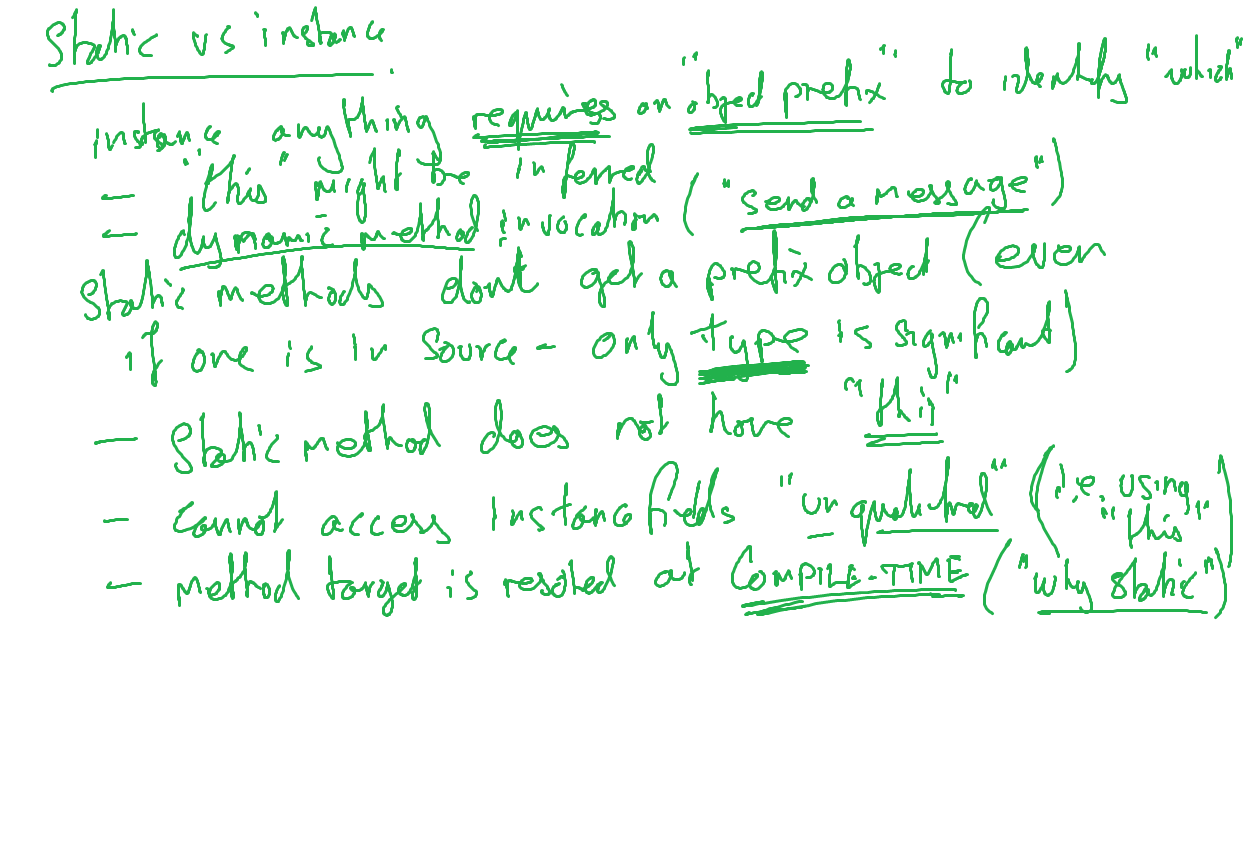 Static vs instance
instance anything requires an "object prefix" to identify "which"
- "this" might be inferred
- dynamic method invocation ("send a message")
Static methods dont get a prefix object (even
if one is in source - only type is significant)
- Static method does not have "this"
- cannot access instance fields "unqualified" (i.e. using "this"
- method target is resolved at COMPILE-TIME ("why static")